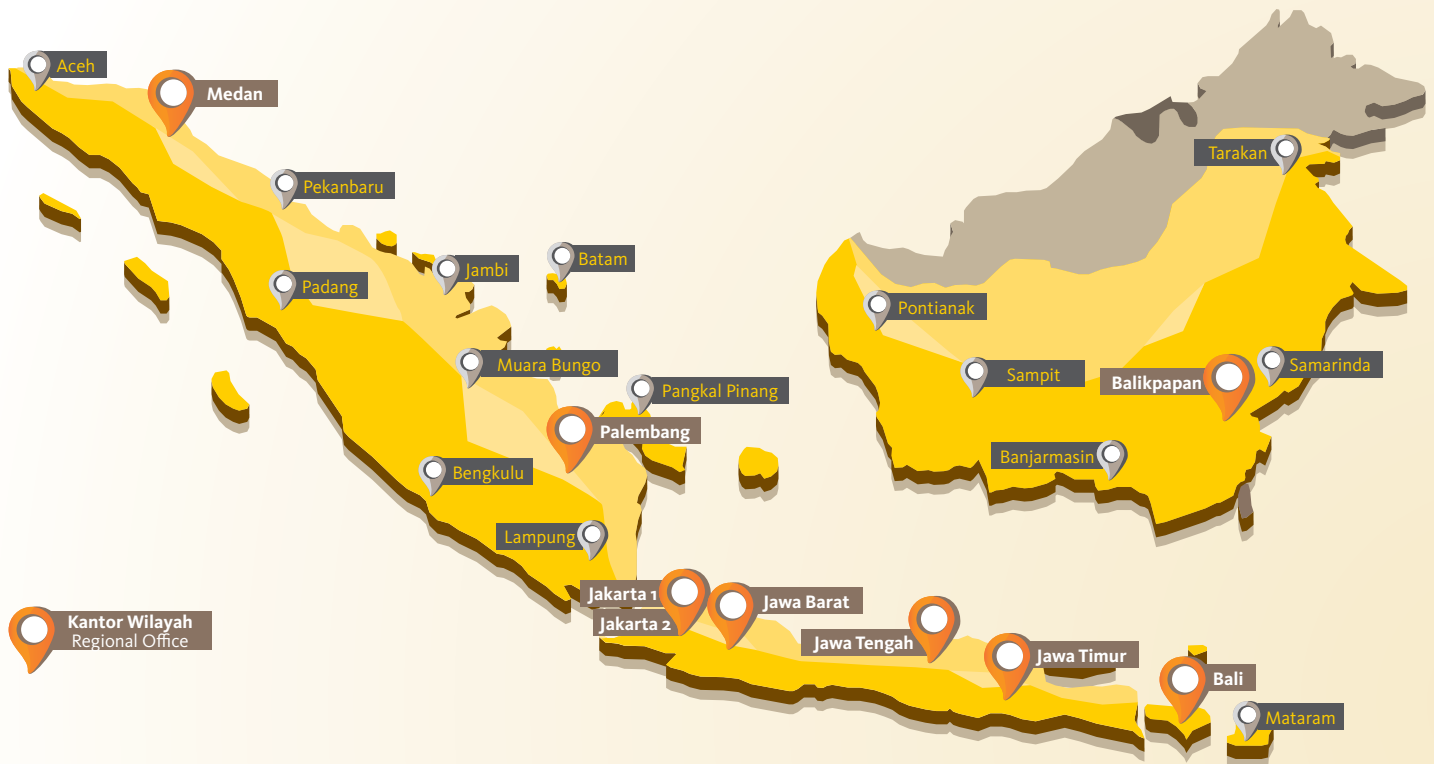 Aceh
Medan
Pekanbaru
Jambi
Batam
Padang
Muara Bungo
Pangkal Pinang
Palembang
Bengkulu
Lampung
Tarakan
Pontianak
Sampit
Samarinda
Balikpapan
Banjarmasin
Jakarta 1
Jakarta 2
Jawa Barat
Jawa Tengah
Jawa Timur
Bali
Mataram
Kantor Wilayah
Regional Office